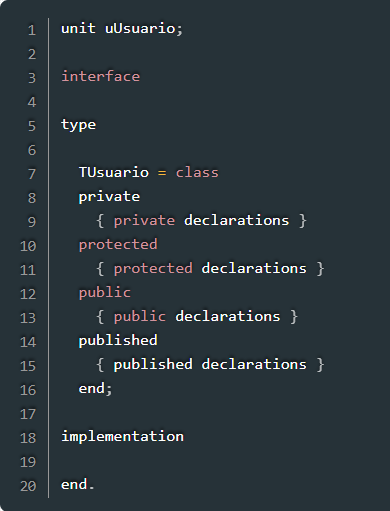 1 unit uUsuario;
2
3 interface
4
5 type
6
7   TUsuario = class
8   private
9     { private declarations }
10   protected
11     { protected declarations }
12   public
13     { public declarations }
14   published
15     { published declarations }
16   end;
17
18 implementation
19
20 end.